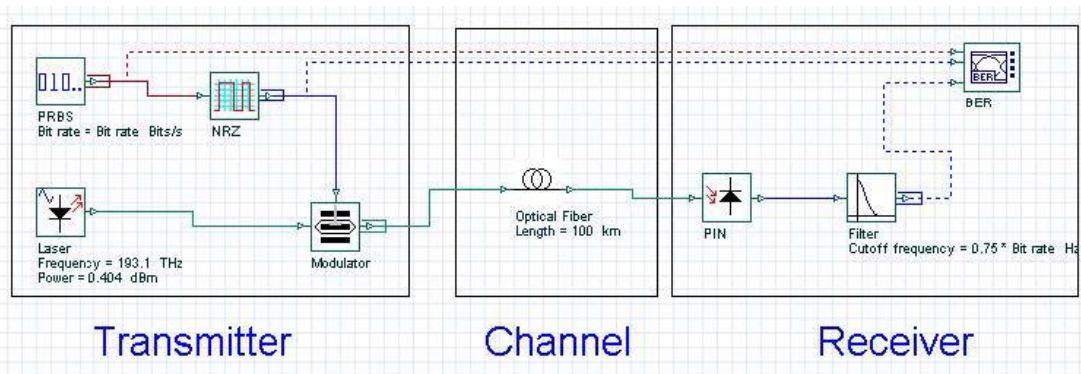 010..
PRBS
Bit rate = Bit rate Bits/s
NRZ
BER
BER
Laser
Frequency = 193.1 THz
Power = 0.404 dBm
Modulator
Optical Fiber
Length = 100 km
PIN
Filter
Cutoff frequency = 0.75* Bit rate Hz
Transmitter
Channel
Receiver